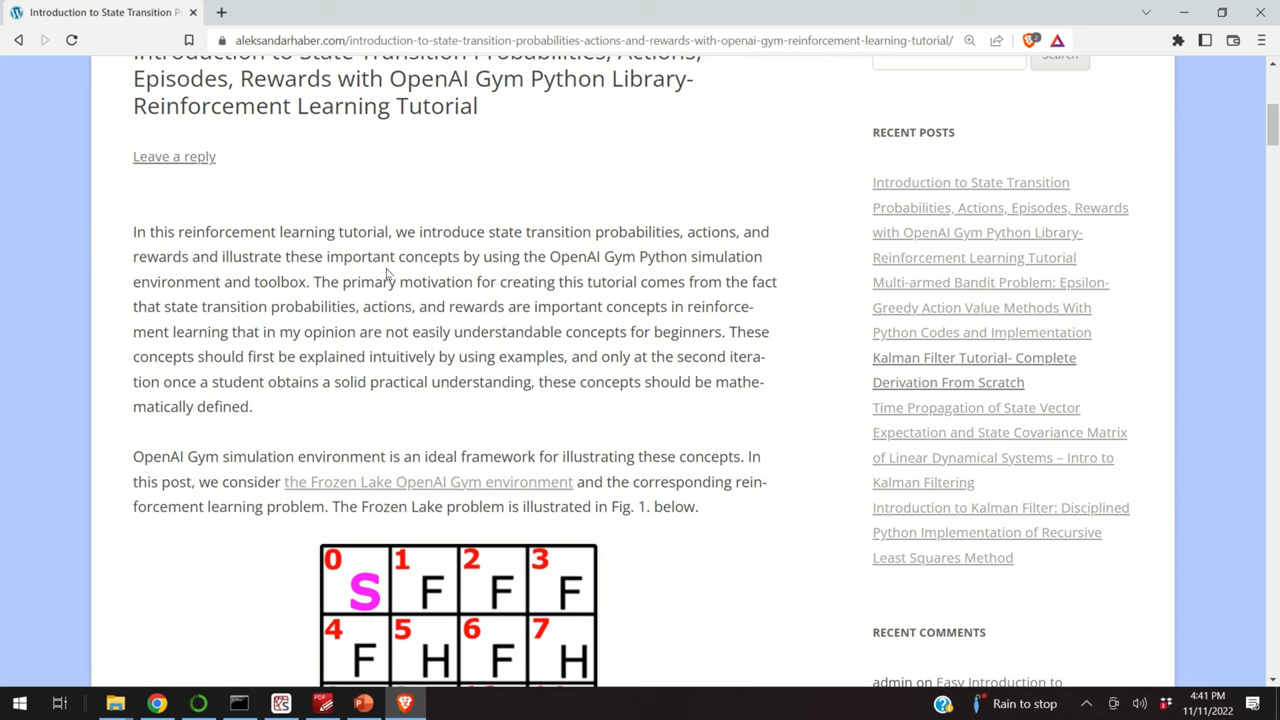 Introduction to State Transition P
aleksandarhaber.com/introduction-to-state-transition-probabilities-actions-and-rewards-with-openai-gym-reinforcement-learning-tutorial/
2
Introduction to State Transition Probabilities, Actions,
Episodes, Rewards with OpenAI Gym Python Library-
Reinforcement Learning Tutorial
Leave a reply
In this reinforcement learning tutorial, we introduce state transition probabilities, actions, and
rewards and illustrate these important concepts by using the OpenAI Gym Python simulation
environment and toolbox. The primary motivation for creating this tutorial comes from the fact
that state transition probabilities, actions, and rewards are important concepts in reinforce-
ment learning that in my opinion are not easily understandable concepts for beginners. These
concepts should first be explained intuitively by using examples, and only at the second itera-
tion once a student obtains a solid practical understanding, these concepts should be mathe-
matically defined.
OpenAI Gym simulation environment is an ideal framework for illustrating these concepts. In
this post, we consider the Frozen Lake OpenAI Gym environment and the corresponding rein-
forcement learning problem. The Frozen Lake problem is illustrated in Fig. 1. below.
0 1 2 3
S F F F
4 5 6 7
F H F H
Search
RECENT POSTS
Introduction to State Transition
Probabilities, Actions, Episodes, Rewards
with OpenAI Gym Python Library-
Reinforcement Learning Tutorial
Multi-armed Bandit Problem: Epsilon-
Greedy Action Value Methods With
Python Codes and Implementation
Kalman Filter Tutorial- Complete
Derivation From Scratch
Time Propagation of State Vector
Expectation and State Covariance Matrix
of Linear Dynamical Systems – Intro to
Kalman Filtering
Introduction to Kalman Filter: Disciplined
Python Implementation of Recursive
Least Squares Method
RECENT COMMENTS
admin on Easy Introduction to
Rain to stop
4:41 PM
11/11/2022